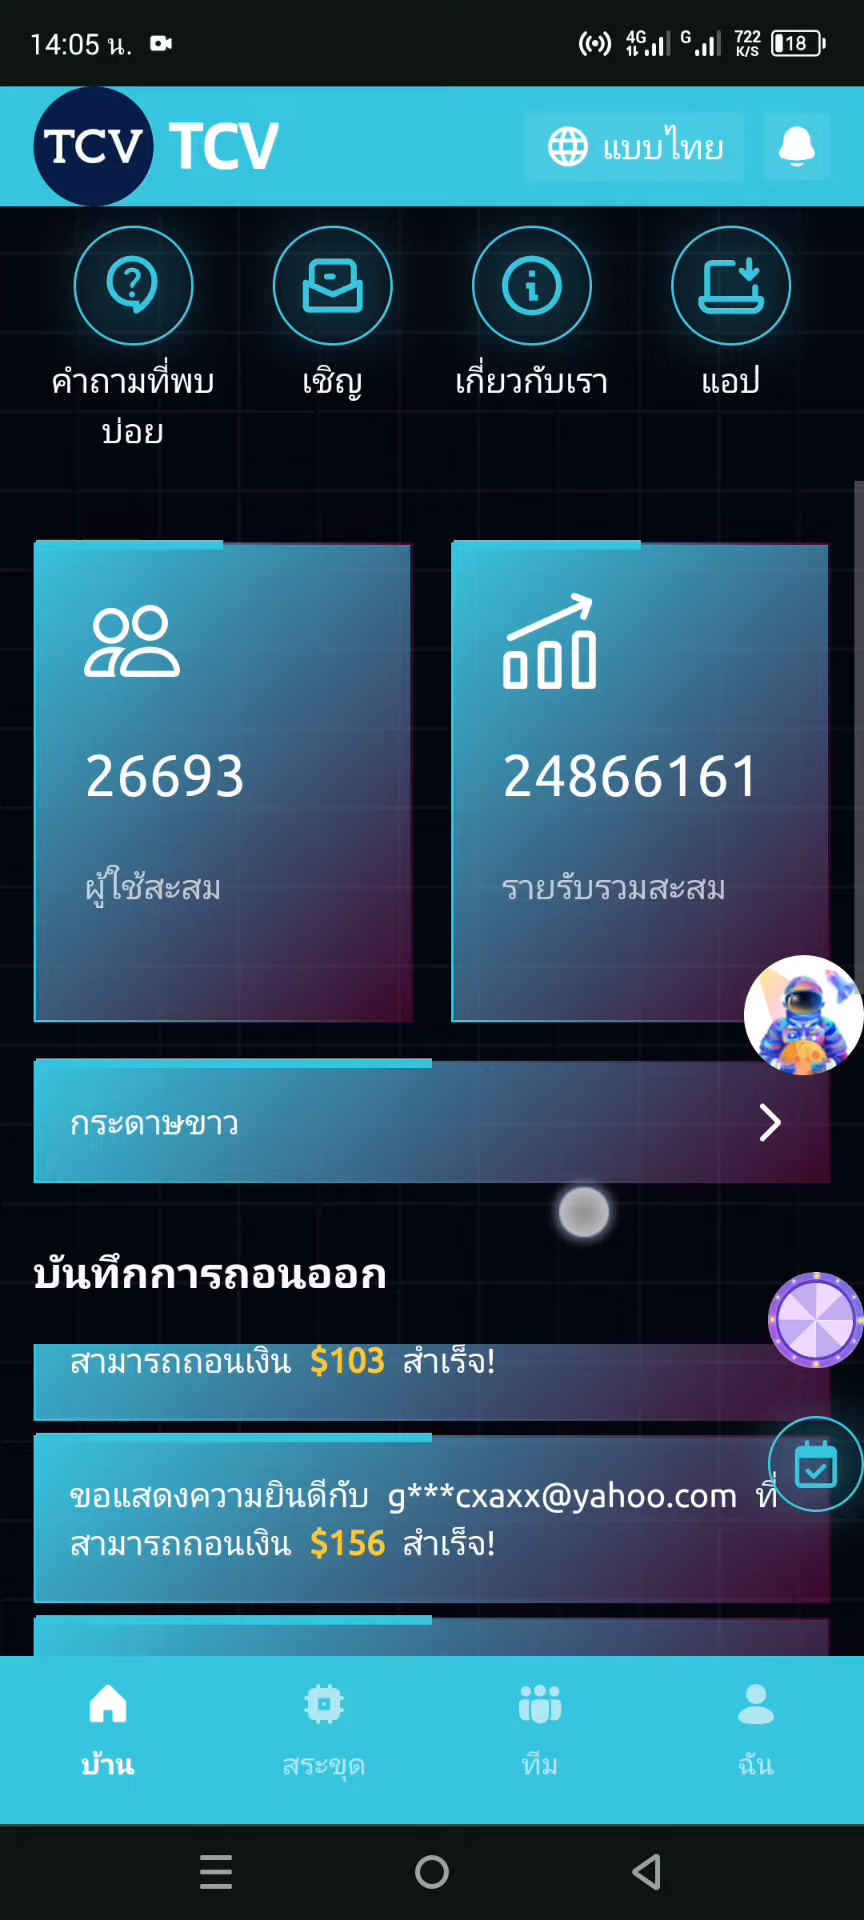 14:05 น.
4G G 722 K/S 18
TCV TCV แบบไทย
คำถามที่พบ
บ่อย
เชิญ
เกี่ยวกับเรา
แอป
26693
ผู้ใช้สะสม
24866161
รายรับรวมสะสม
กระดาษขาว
บันทึกการถอนออก
สามารถถอนเงิน $103 สำเร็จ!
ขอแสดงความยินดีกับ g***cxaxx@yahoo.com ที่
สามารถถอนเงิน $156 สำเร็จ!
บ้าน
สระขุด
ทีม
ฉัน